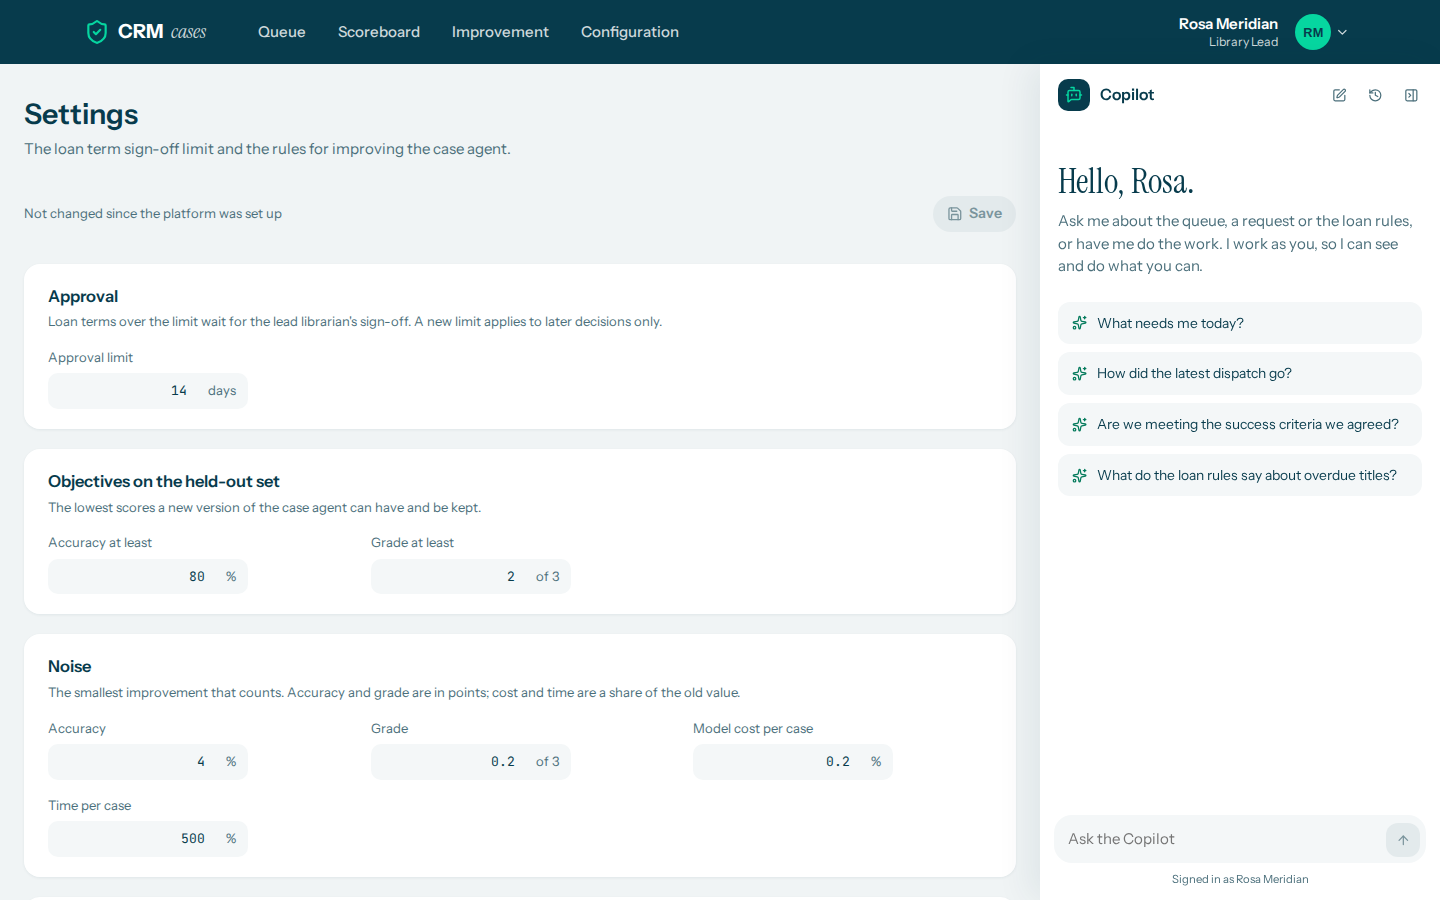 CRM cases
Queue
Scoreboard
Improvement
Configuration
Rosa Meridian
Library Lead
RM
Settings
The loan term sign-off limit and the rules for improving the case agent.
Not changed since the platform was set up
Save
Approval
Loan terms over the limit wait for the lead librarian's sign-off. A new limit applies to later decisions only.
Approval limit
14 days
Objectives on the held-out set
The lowest scores a new version of the case agent can have and be kept.
Accuracy at least
Grade at least
80 %
2 of 3
Noise
The smallest improvement that counts. Accuracy and grade are in points; cost and time are a share of the old value.
Accuracy
Grade
Model cost per case
4 %
0.2 of 3
0.2 %
Time per case
500 %
Copilot
Hello, Rosa.
Ask me about the queue, a request or the loan rules,
or have me do the work. I work as you, so I can see
and do what you can.
What needs me today?
How did the latest dispatch go?
Are we meeting the success criteria we agreed?
What do the loan rules say about overdue titles?
Ask the Copilot
Signed in as Rosa Meridian